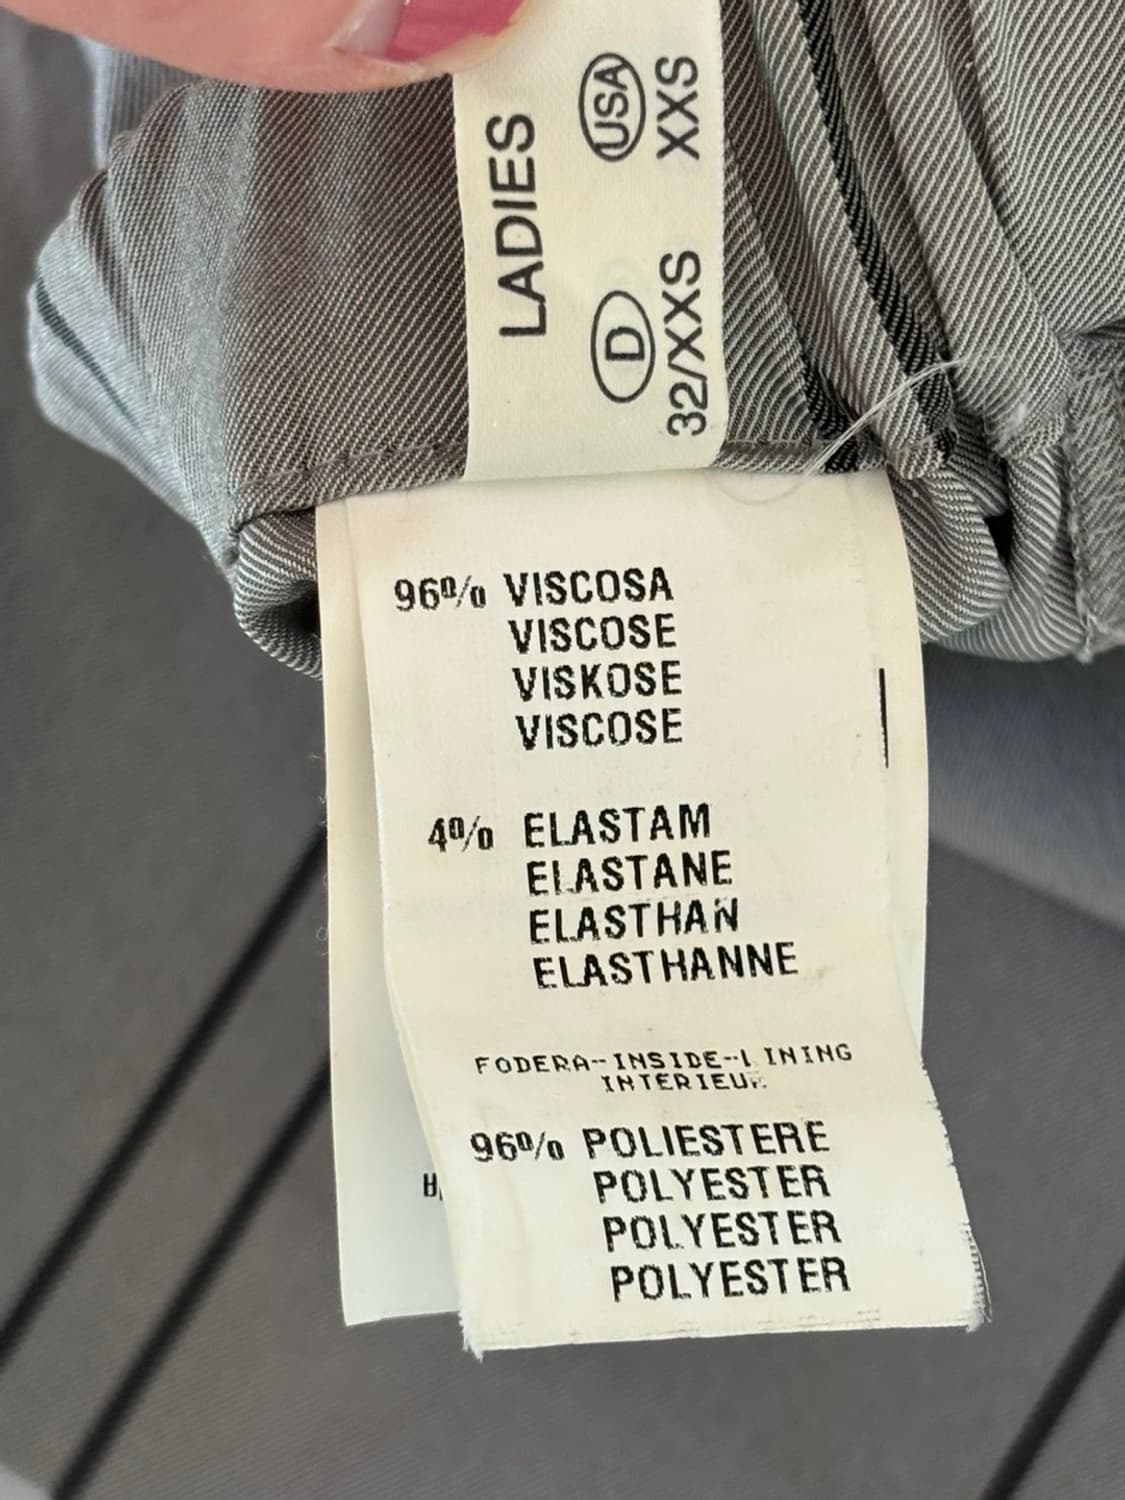 LADIES
D USA
32/XXS XXS
96% VISCOSA
VISCOSE
VISKOSE
VISCOSE
4% ELASTAM
ELASTANE
ELASTHAN
ELASTHANNE
FODERA--INSIDE--LINING
INTERIEUR
96% POLIESTERE
POLYESTER
POLYESTER
POLYESTER